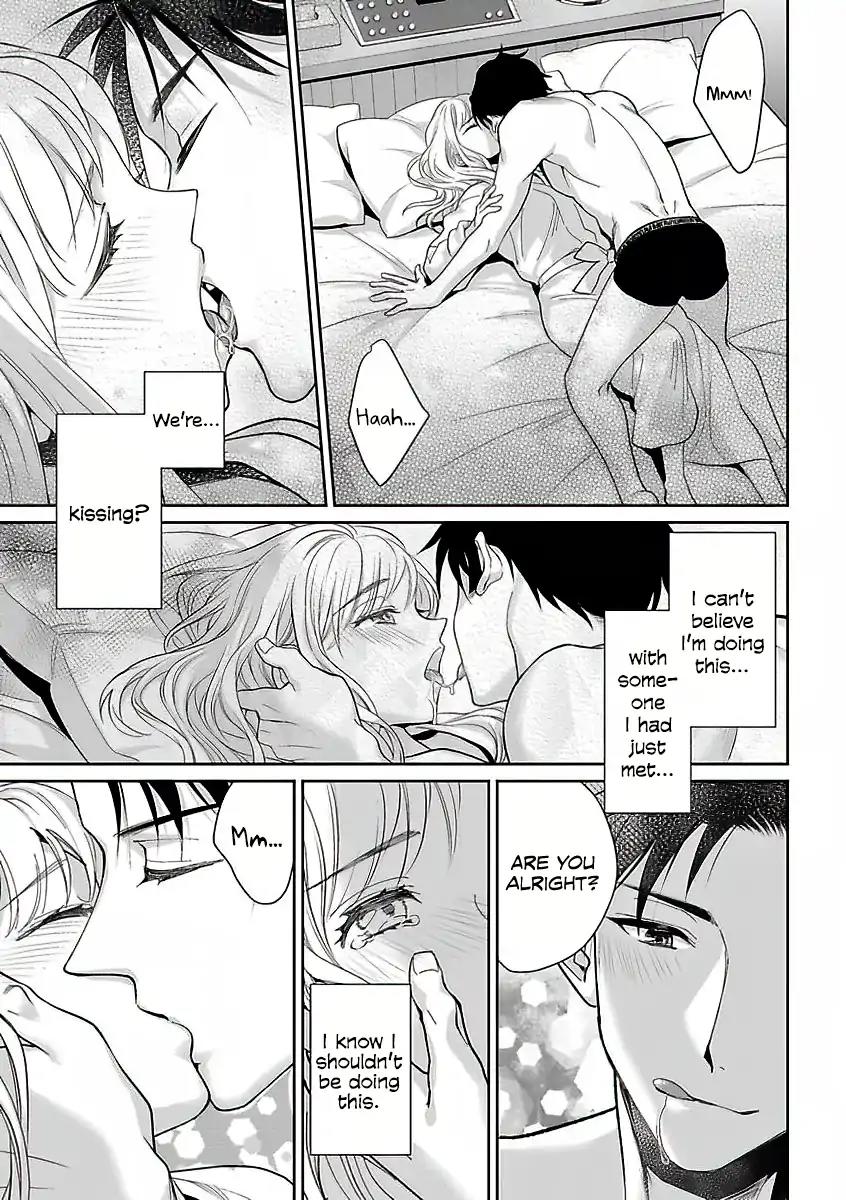 Mmm!
Haah...
We're...
kissing?
I can't
believe
I'm doing
this...
with
some-
one
I had
just
met...
ARE YOU
ALRIGHT?
I know I
shouldn't
be doing
this.
Mm...